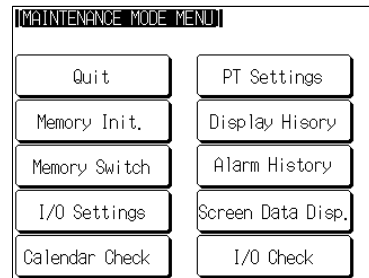 [MAINTENANCE MODE MENU]
Quit
PT Settings
Memory Init.
Display Hisory
Memory Switch
Alarm History
I/O Settings
Screen Data Disp.
Calendar Check
I/O Check